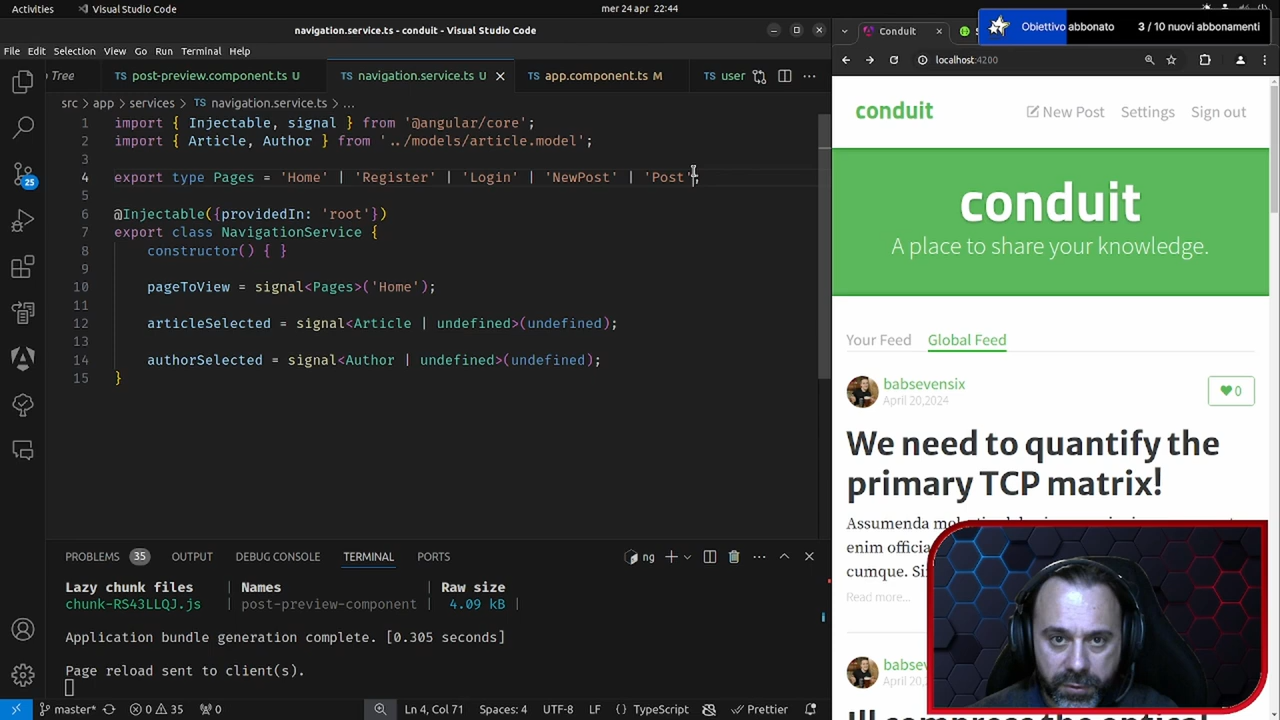 Activities
Visual Studio Code
mer 24 apr 22:44
navigation.service.ts - conduit - Visual Studio Code
File Edit Selection View Go Run Terminal Help
Tree
post-preview.component.ts U
navigation.service.ts U
app.component.ts M
user
src > app > services > navigation.service.ts > ...
1 import { Injectable, signal } from '@angular/core';
2 import { Article, Author } from '../models/article.model';
3
4 export type Pages = 'Home' | 'Register' | 'Login' | 'NewPost' | 'Post';
5
6 @Injectable({providedIn: 'root'})
7 export class NavigationService {
8 constructor() { }
9
10 pageToView = signal<Pages>('Home');
11
12 articleSelected = signal<Article | undefined>(undefined);
13
14 authorSelected = signal<Author | undefined>(undefined);
15 }
25
PROBLEMS 35 OUTPUT DEBUG CONSOLE TERMINAL PORTS
ng
Lazy chunk files | Names | Raw size
chunk-RS43LLQJ.js | post-preview-component | 4.09 kB |
Application bundle generation complete. [0.305 seconds]
Page reload sent to client(s).
master* 0 35 0 Ln 4, Col 71 Spaces: 4 UTF-8 LF {} TypeScript Prettier
Conduit
Obiettivo abbonato 3 / 10 nuovi abbonamenti
localhost:4200
conduit New Post Settings Sign out
conduit
A place to share your knowledge.
Your Feed Global Feed
babsevensix
April 20,2024
0
We need to quantify the
primary TCP matrix!
Assumenda
enim
cumque.
Read more...
April 20,